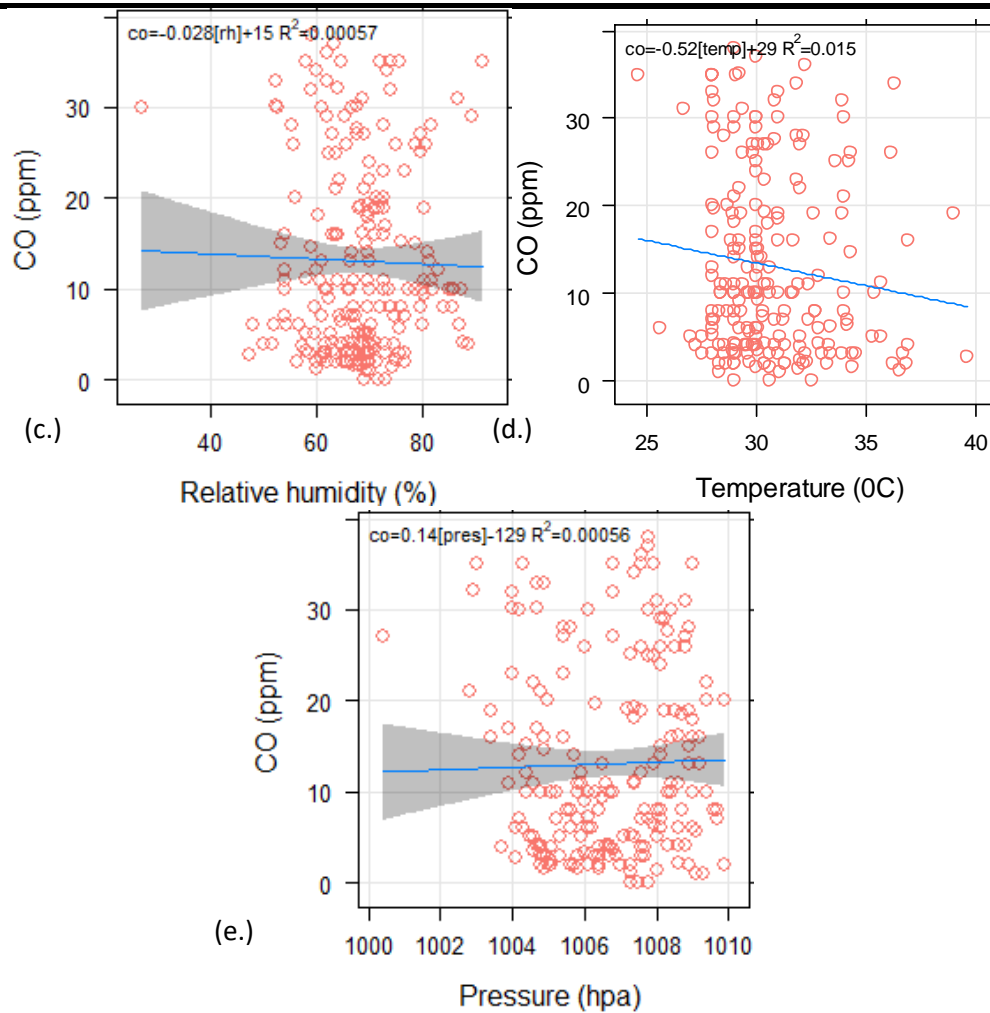 co=-0.028[rh]+15 R²=0.00057
CO (ppm)
30
20
10
0
40
60
80
Relative humidity (%)
(c.)
co=-0.52[temp]+29 R²=0.015
CO (ppm)
30
20
10
0
25
30
35
40
Temperature (0C)
(d.)
co=0.14[pres]-129 R²=0.00056
CO (ppm)
30
20
10
0
1000
1002
1004
1006
1008
1010
Pressure (hpa)
(e.)